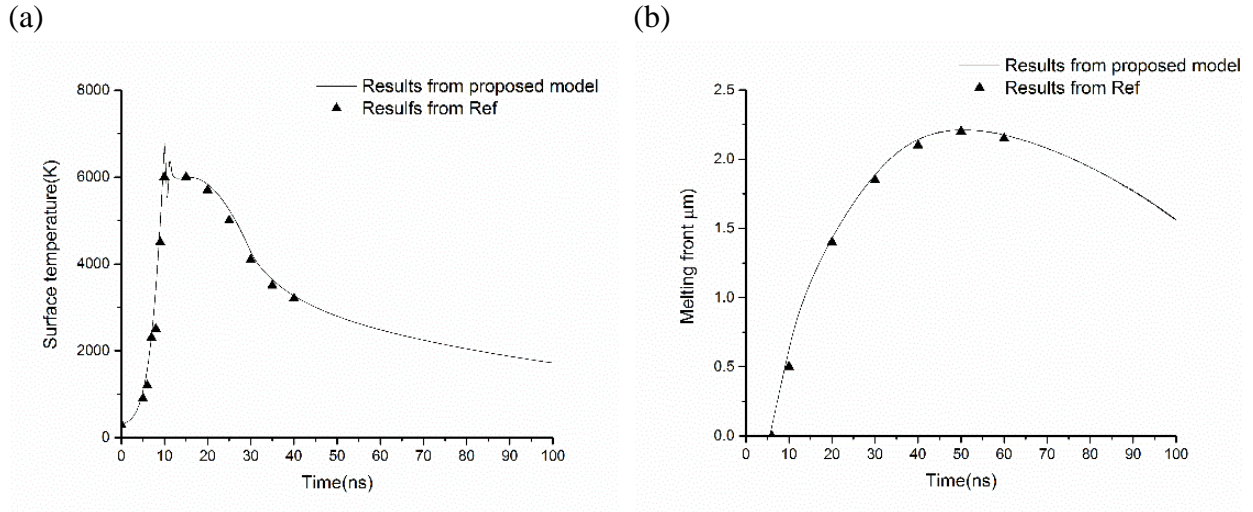 (a)
Results from proposed model
Resulfs from Ref
8000
6000
4000
2000
0
Surface temperature(K)
0 10 20 30 40 50 60 70 80 90 100
Time(ns)
(b)
Results from proposed model
Results from Ref
2.5
2.0
1.5
1.0
0.5
0.0
Melting front μm)
0 10 20 30 40 50 60 70 80 90 100
Time(ns)